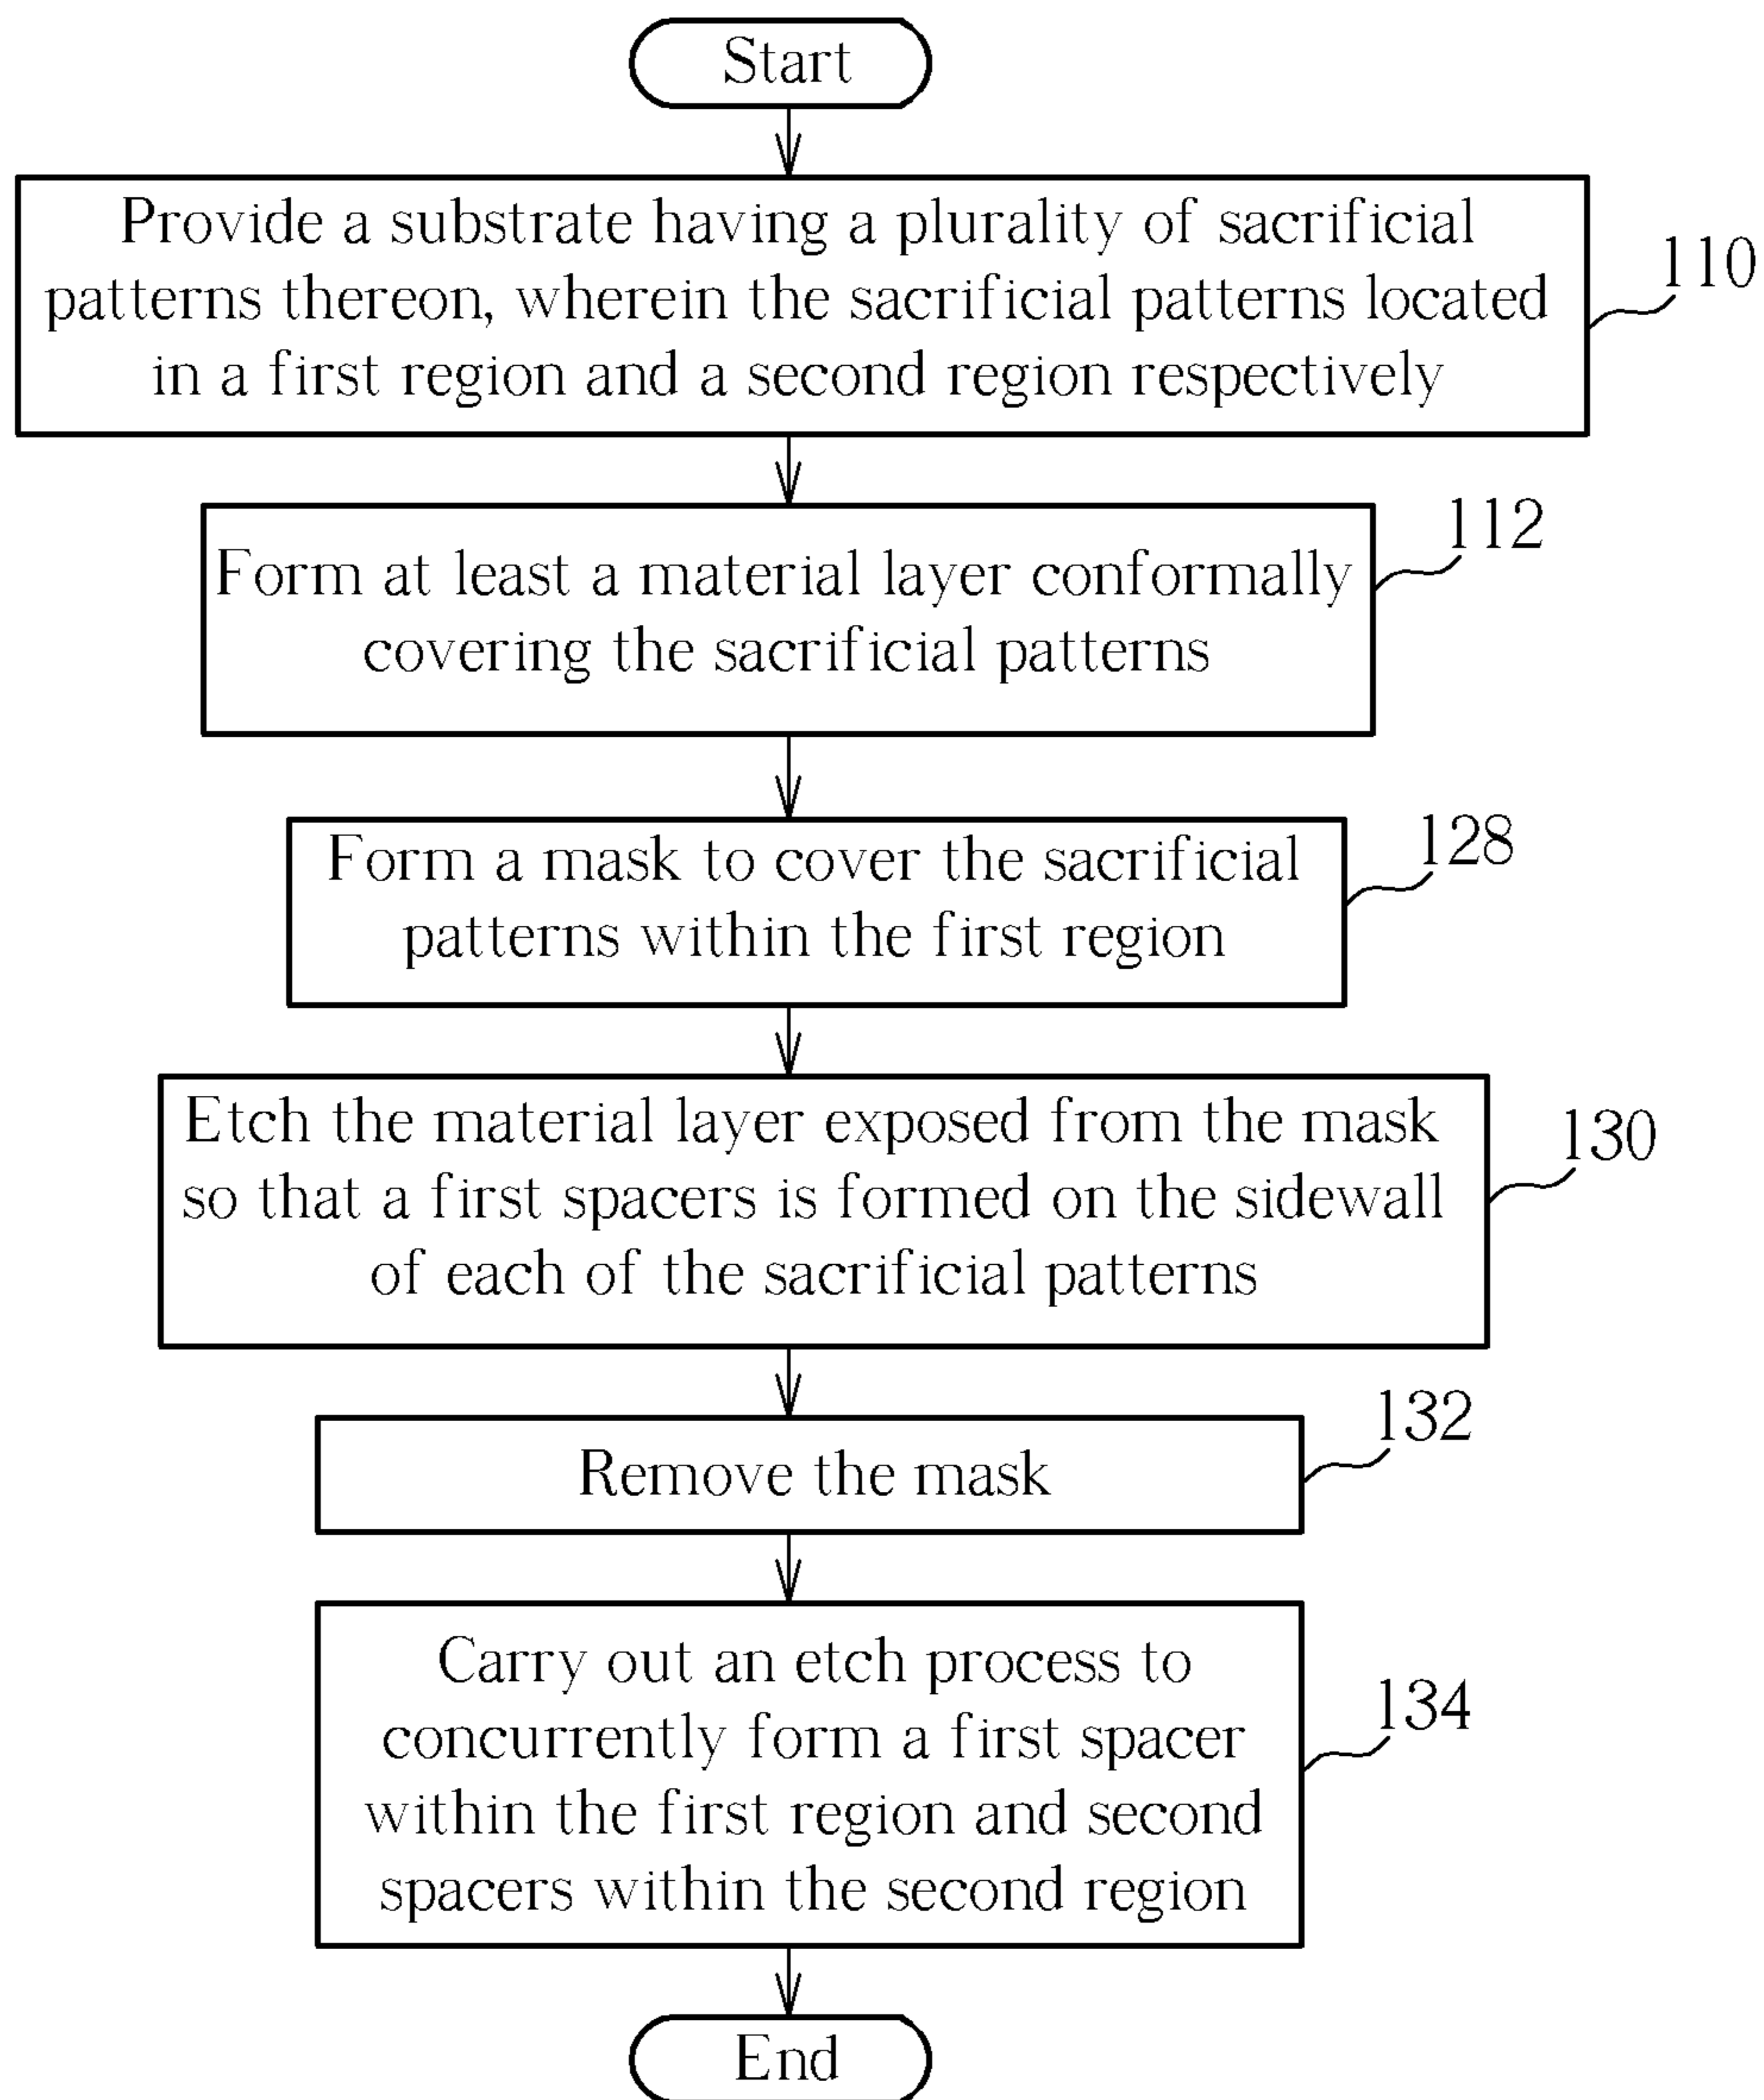 Start
Provide a substrate having a plurality of sacrificial
patterns thereon, wherein the sacrificial patterns located
in a first region and a second region respectively
110
Form at least a material layer conformally
covering the sacrificial patterns
112
Form a mask to cover the sacrificial
patterns within the first region
128
Etch the material layer exposed from the mask
so that a first spacers is formed on the sidewall
of each of the sacrificial patterns
130
Remove the mask
132
Carry out an etch process to
concurrently form a first spacer
within the first region and second
spacers within the second region
134
End